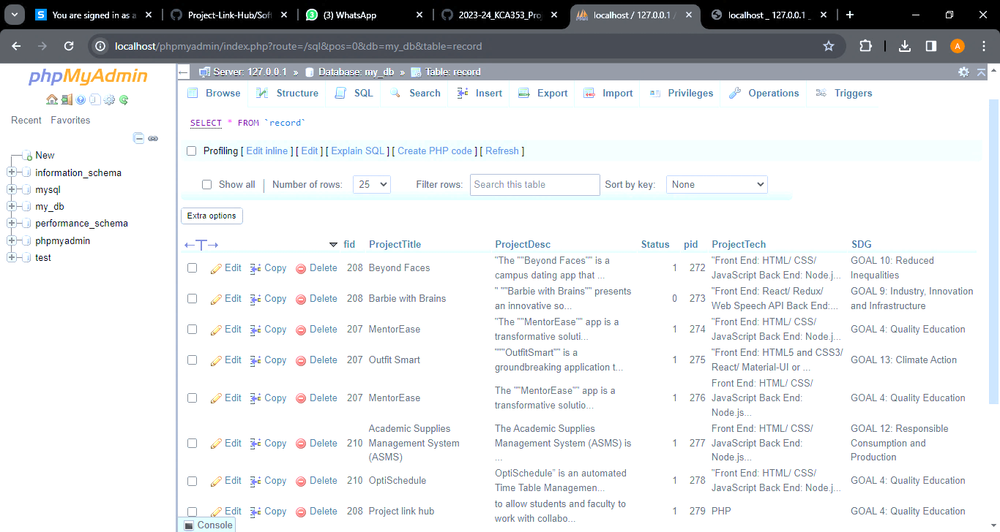 You are signed in as a
Project-Link-Hub/Soft
(3) WhatsApp
2023-24_KCA353_Proj
localhost / 127.0.0.1 /
localhost _ 127.0.0.1 _
localhost/phpmyadmin/index.php?route=/sql&pos=0&db=my_db&table=record
A
phpMyAdmin
Recent Favorites
New
information_schema
mysql
my_db
performance_schema
phpmyadmin
test
Server: 127.0.0.1 » Database: my_db » Table: record
Browse Structure SQL Search Insert Export Import Privileges Operations Triggers
SELECT * FROM `record`
Profiling [ Edit inline ] [ Edit ] [ Explain SQL ] [ Create PHP code ] [ Refresh ]
Show all | Number of rows: 25 Filter rows: Search this table Sort by key: None
Extra options
←T→ fid ProjectTitle ProjectDesc Status pid ProjectTech SDG
"The ""Beyond Faces"" is a "Front End: HTML/ CSS/ GOAL 10: Reduced
Edit Copy Delete 208 Beyond Faces 1 272
campus dating app that ... JavaScript Back End: Node.j... Inequalities
" ""Barbie with Brains"" presents "Front End: React/ Redux/ GOAL 9: Industry, Innovation
Edit Copy Delete 208 Barbie with Brains 0 273
an innovative so... Web Speech API Back End:... and Infrastructure
"The ""MentorEase"" app is a "Front End: HTML/ CSS/
Edit Copy Delete 207 MentorEase 1 274 GOAL 4: Quality Education
transformative soluti... JavaScript Back End: Node.j...
"""OutfitSmart"" is a "Front End: HTML5 and CSS3/
Edit Copy Delete 207 Outfit Smart 1 275 GOAL 13: Climate Action
groundbreaking application t... React/ Material-UI or ...
Front End: HTML/ CSS/
The ""MentorEase"" app is a
Edit Copy Delete 207 MentorEase 1 276 JavaScript Back End: GOAL 4: Quality Education
transformative solutio...
Node.js...
Academic Supplies The Academic Supplies Front End: HTML/ CSS/ GOAL 12: Responsible
Edit Copy Delete 210 Management System Management System (ASMS) is 1 277 JavaScript Back End: Consumption and
(ASMS) ... Node.js... Production
OptiSchedule" is an automated "Front End: HTML/ CSS/
Edit Copy Delete 210 OptiSchedule 1 278 GOAL 4: Quality Education
Time Table Managemen... JavaScript Back End: Node.j...
to allow students and faculty to
Edit Copy Delete 208 Project link hub 1 279 PHP GOAL 4: Quality Education
work with collabo...
Console